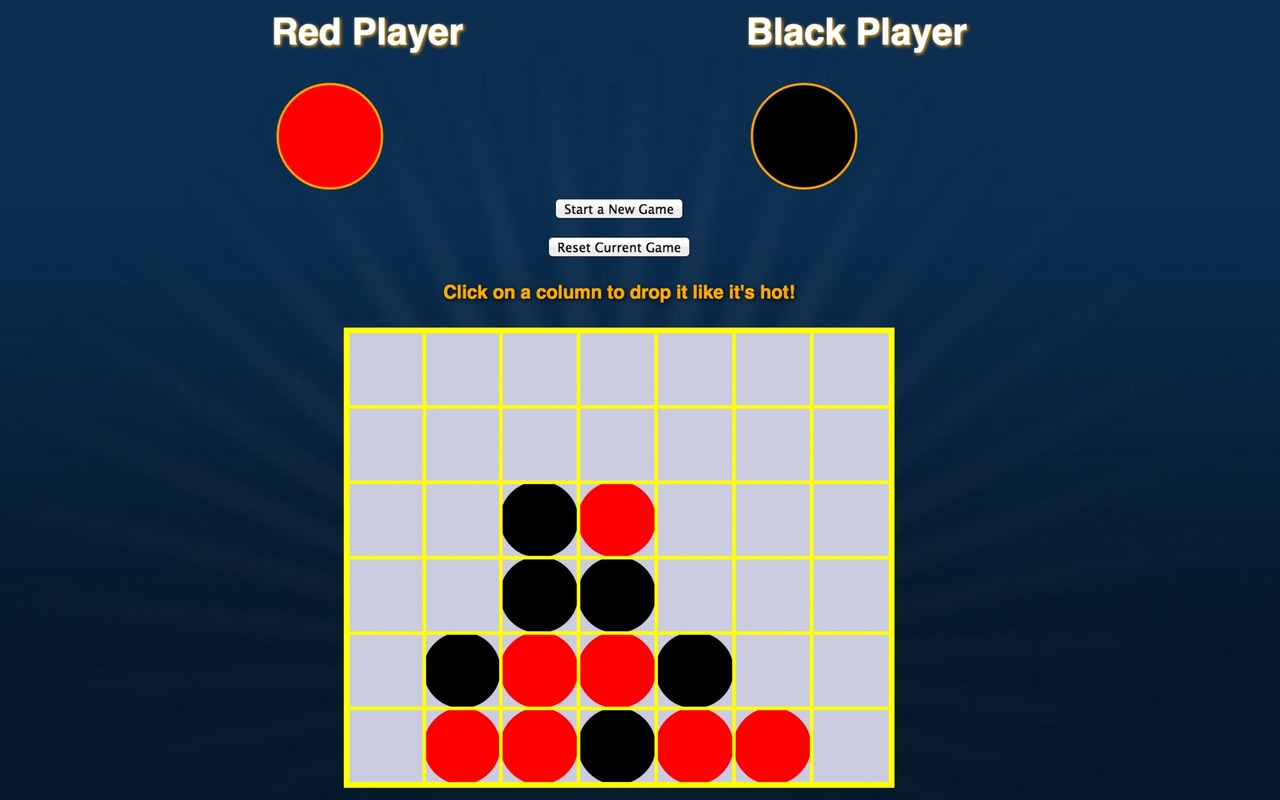 Red Player
Black Player
Start a New Game
Reset Current Game
Click on a column to drop it like it's hot!